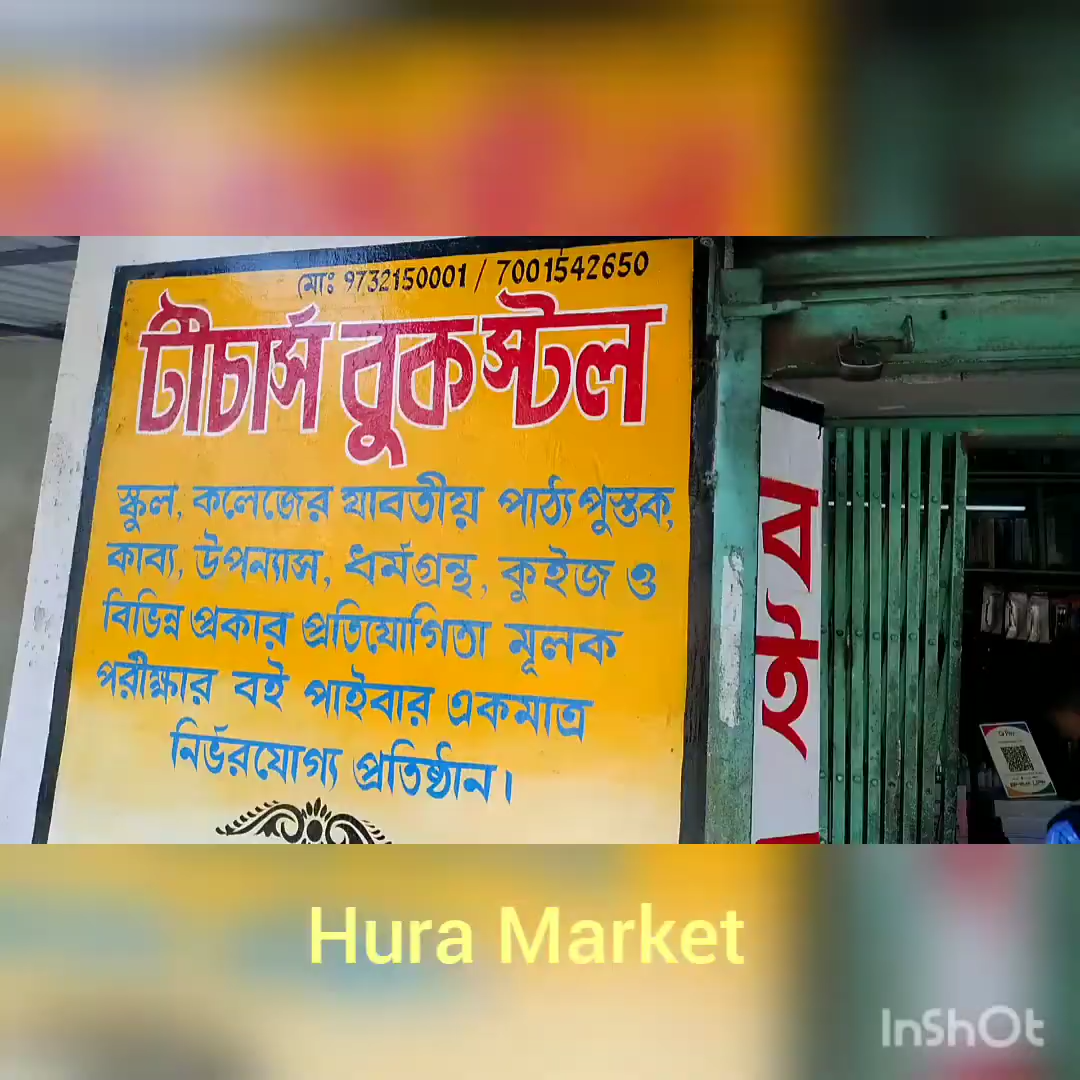 মোঃ 9732150001 / 7001542650
টীচার্স বুক স্টল
স্কুল, কলেজের যাবতীয় পাঠ্যপুস্তক,
কাব্য, উপন্যাস, ধর্মগ্রন্থ, কুইজ ও
বিভিন্ন প্রকার প্রতিযোগিতা মূলক
পরীক্ষার বই পাইবার একমাত্র
নির্ভরযোগ্য প্রতিষ্ঠান।
Hura Market
InShOt